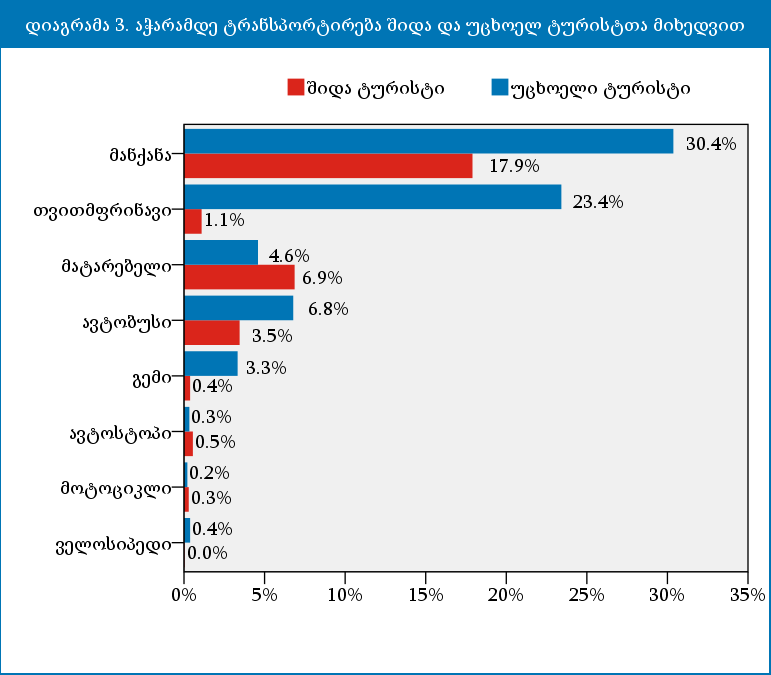 დიაგრამა 3. აჭარამდე ტრანსპორტირება შიდა და უცხოელ ტურისტთა მიხედვით
შიდა ტურისტი უცხოელი ტურისტი
მანქანა 30.4%
17.9%
თვითმფრინავი 23.4%
1.1%
მატარებელი 4.6%
6.9%
ავტობუსი 6.8%
3.5%
გემი 3.3%
0.4%
ავტოსტოპი 0.3%
0.5%
მოტოციკლი 0.2%
0.3%
ველოსიპედი 0.4%
0.0%
0% 5% 10% 15% 20% 25% 30% 35%